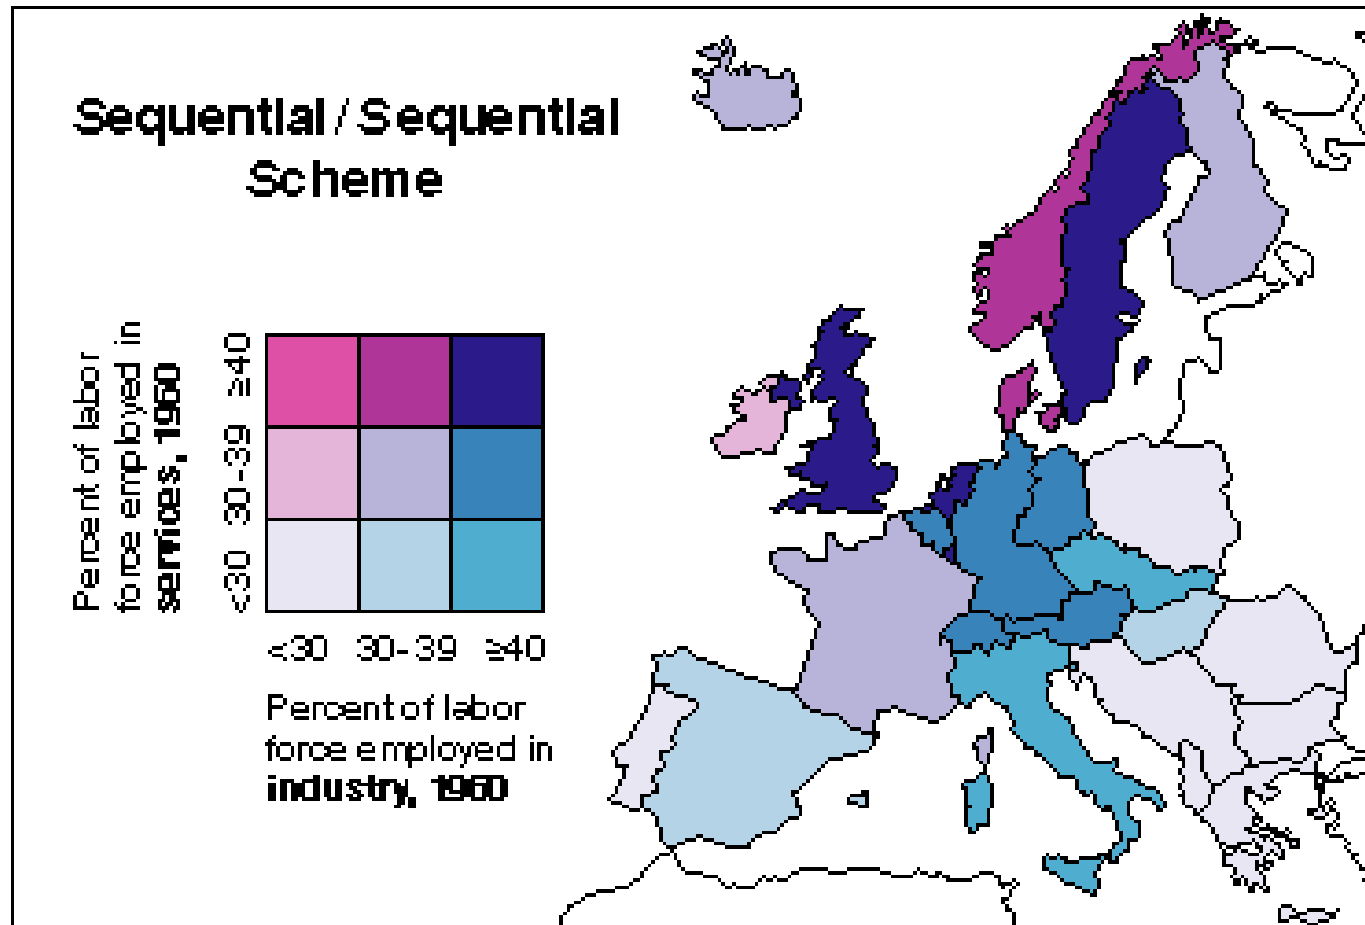 Sequential / Sequential
Scheme
Percent of labor
force employed in
services, 1960
≥40
30-39
<30
<30 30-39 ≥40
Percent of labor
force employed in
industry, 1960